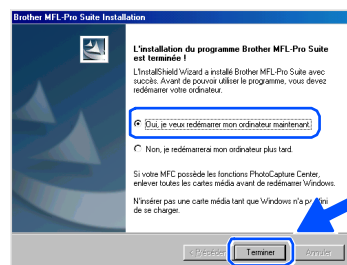 Brother MFL-Pro Suite Installation
L'installation du programme Brother MFL-Pro Suite
est terminée !
L'InstallShield Wizard a installé Brother MFL-Pro Suite avec
succès. Avant de pouvoir utiliser le programme, vous devez
redémarrer votre ordinateur.
Oui, je veux redémarrer mon ordinateur maintenant.
Non, je redémarrerai mon ordinateur plus tard.
Si votre MFC possède les fonctions PhotoCapture Center,
enlever toutes les cartes média avant de redémarrer Windows.
N'insérer pas une carte média tant que Windows n'a pas fini
de se charger.
< Précédent
Terminer
Annuler